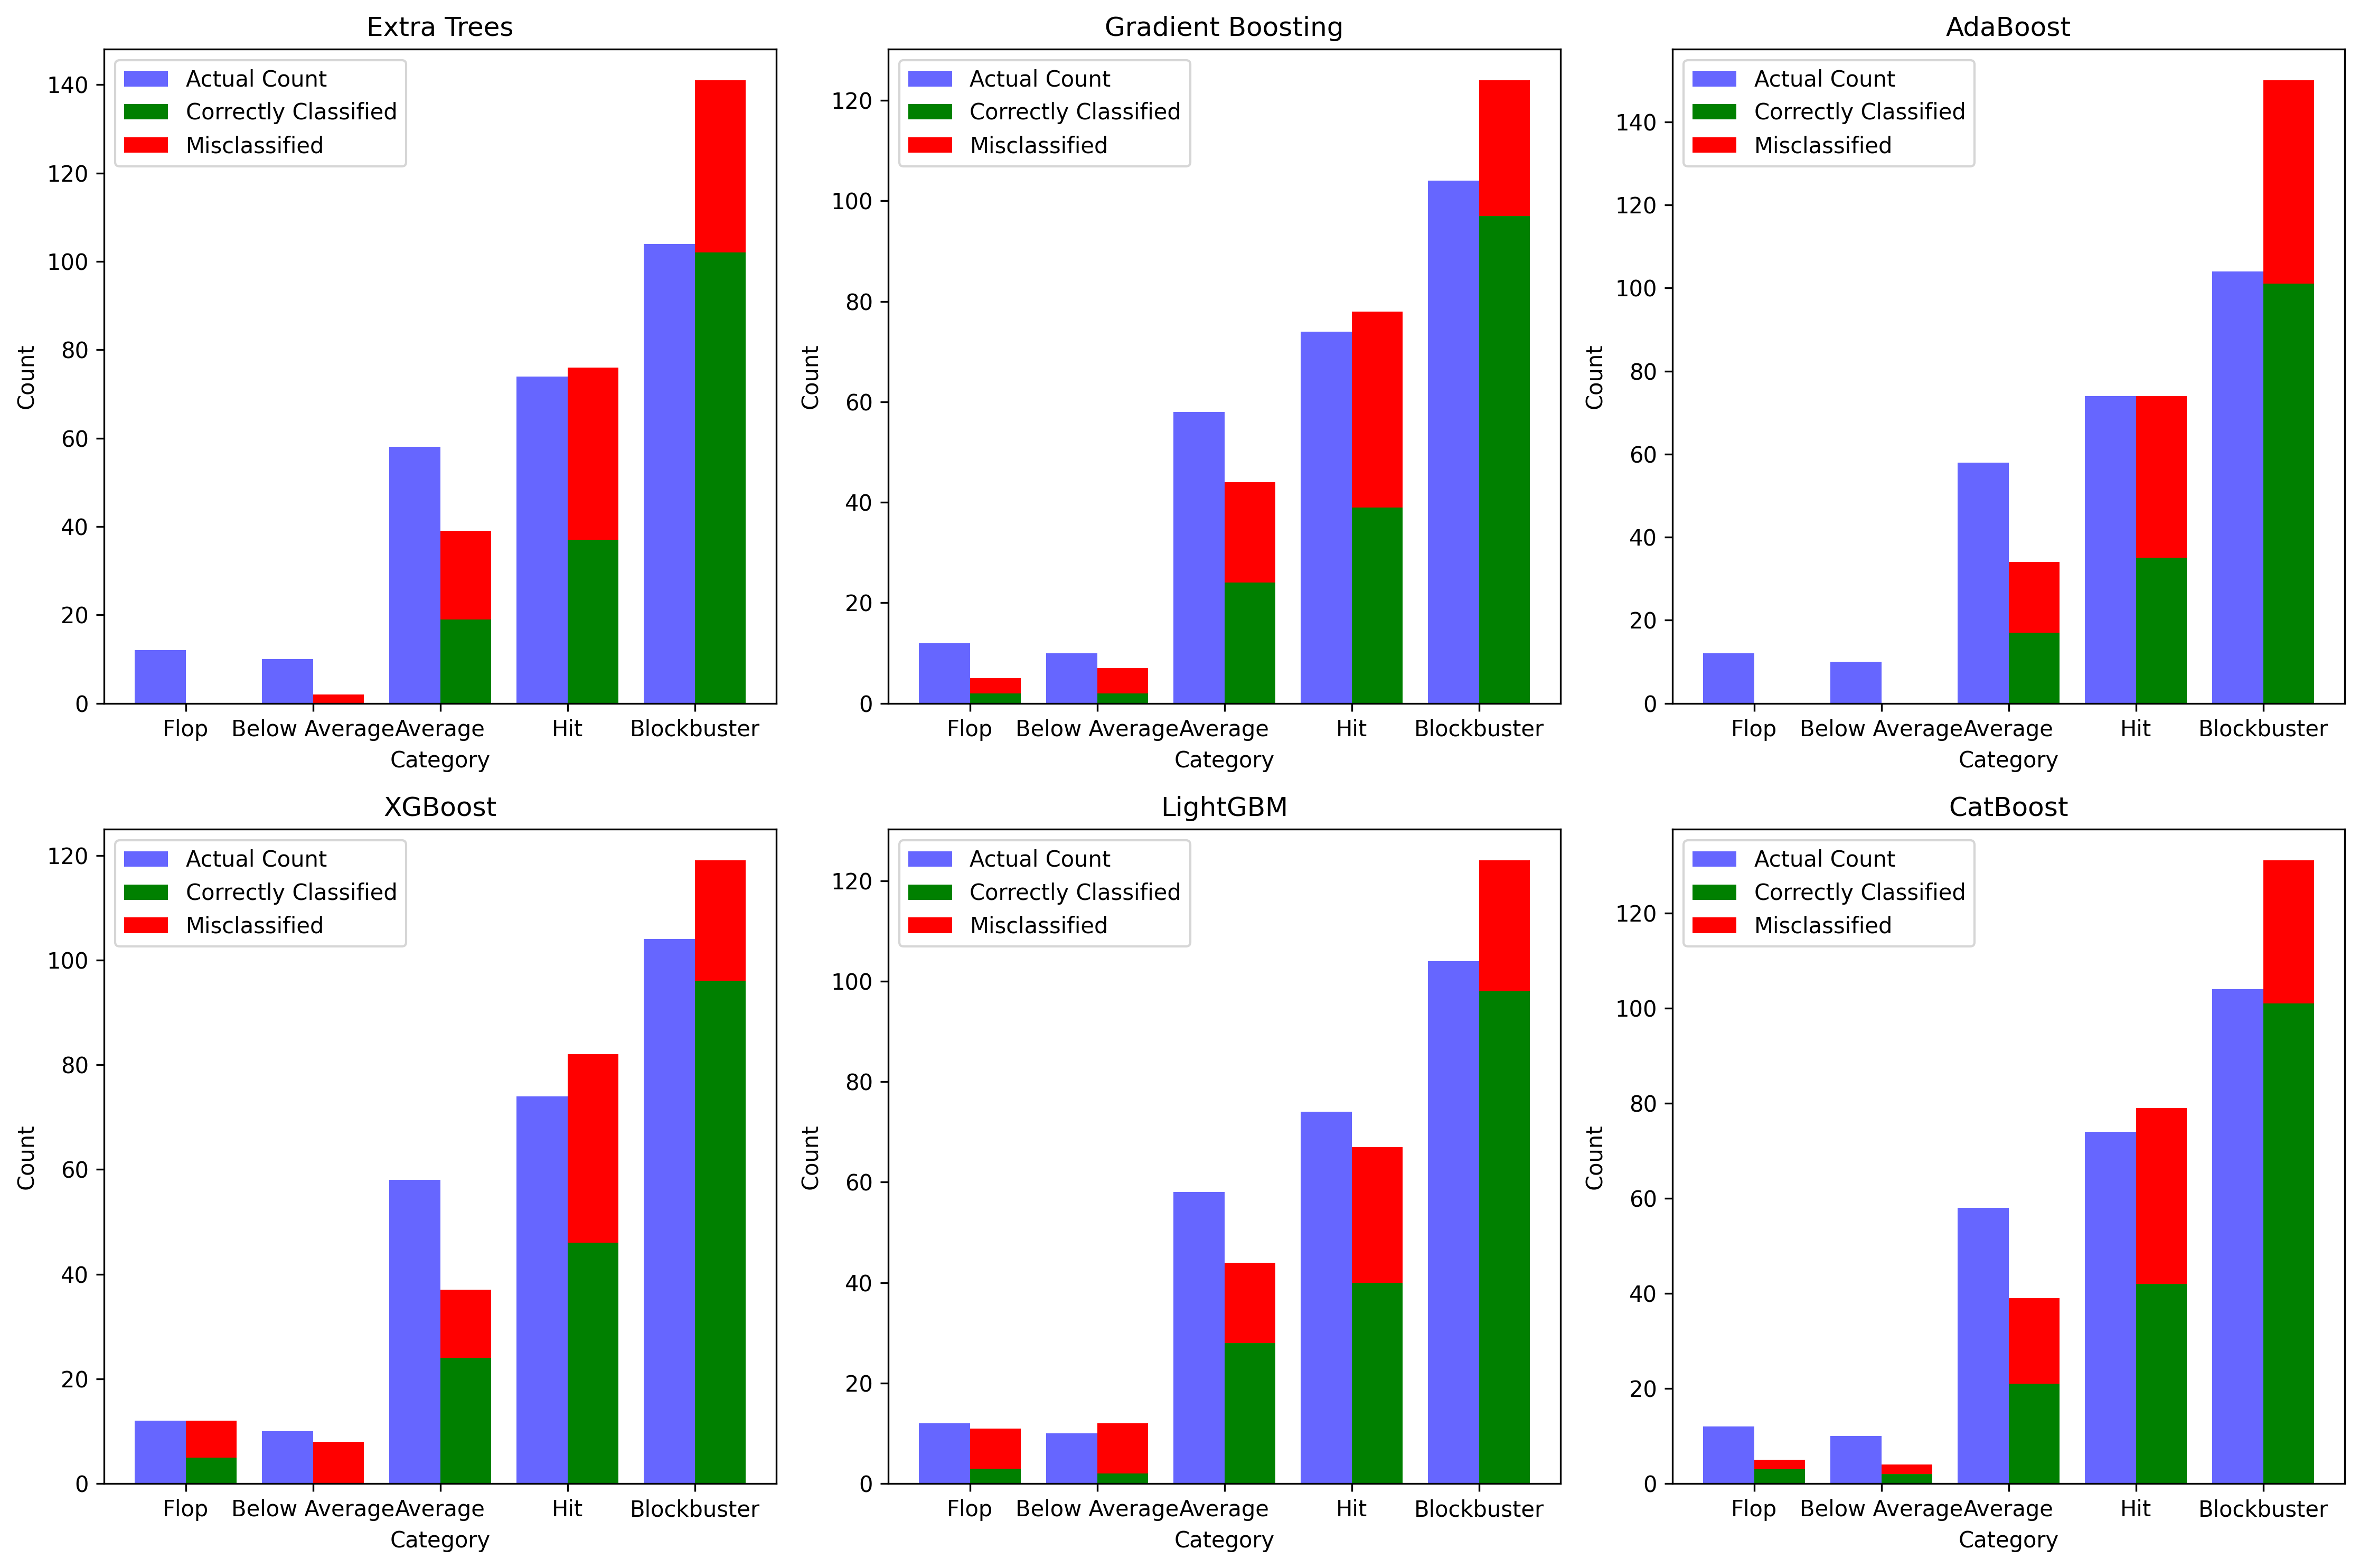 Extra Trees
Actual Count
Correctly Classified
Misclassified
140
120
100
80
60
40
20
0
Count
Flop Below Average Average Hit Blockbuster
Category
Gradient Boosting
Actual Count
Correctly Classified
Misclassified
120
100
80
60
40
20
0
Count
Flop Below Average Average Hit Blockbuster
Category
AdaBoost
Actual Count
Correctly Classified
Misclassified
140
120
100
80
60
40
20
0
Count
Flop Below Average Average Hit Blockbuster
Category
XGBoost
Actual Count
Correctly Classified
Misclassified
120
100
80
60
40
20
0
Count
Flop Below Average Average Hit Blockbuster
Category
LightGBM
Actual Count
Correctly Classified
Misclassified
120
100
80
60
40
20
0
Count
Flop Below Average Average Hit Blockbuster
Category
CatBoost
Actual Count
Correctly Classified
Misclassified
120
100
80
60
40
20
0
Count
Flop Below Average Average Hit Blockbuster
Category